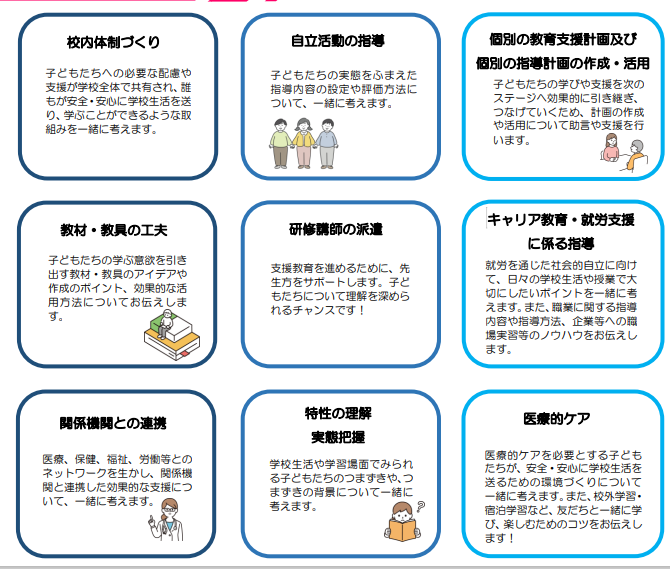 校内体制づくり
子どもたちへの必要な配慮や
支援が学校全体で共有され、誰
もが安全・安心に学校生活を送
り、学ぶことができるような取
組みを一緒に考えます。
自立活動の指導
子どもたちの実態をふまえた
指導内容の設定や評価方法に
ついて、一緒に考えます。
個別の教育支援計画及び
個別の指導計画の作成・活用
子どもたちの学びや支援を次の
ステージへ効果的に引き継ぎ、
つなげていくため、計画の作成
や活用について助言や支援を行
います。
教材・教具の工夫
子どもたちの学ぶ意欲を引き
出す教材・教具のアイデアや
作成のポイント、効果的な活
用方法についてお伝えしま
す。
研修講師の派遣
支援教育を進めるために、先
生方をサポートします。子ど
もたちについて理解を深めら
れるチャンスです！
キャリア教育・就労支援
に係る指導
就労を通じた社会的自立に向け
て、日々の学校生活や授業で大
切にしたいポイントを一緒に考
えます。また、職業に関する指導
内容や指導方法、企業等への職
場実習等のノウハウをお伝えし
ます。
関係機関との連携
医療、保健、福祉、労働等との
ネットワークを生かし、関係機
関と連携した効果的な支援につ
いて、一緒に考えます。
特性の理解
実態把握
学校生活や学習場面でみられ
る子どもたちのつまずきや、つ
まずきの背景について一緒に
考えます。
?
医療的ケア
医療的ケアを必要とする子ども
たちが、安全・安心に学校生活を
送るための環境づくりについて
一緒に考えます。また、校外学習・
宿泊学習など、友だちと一緒に学
び、楽しむためのコツをお伝えし
ます！